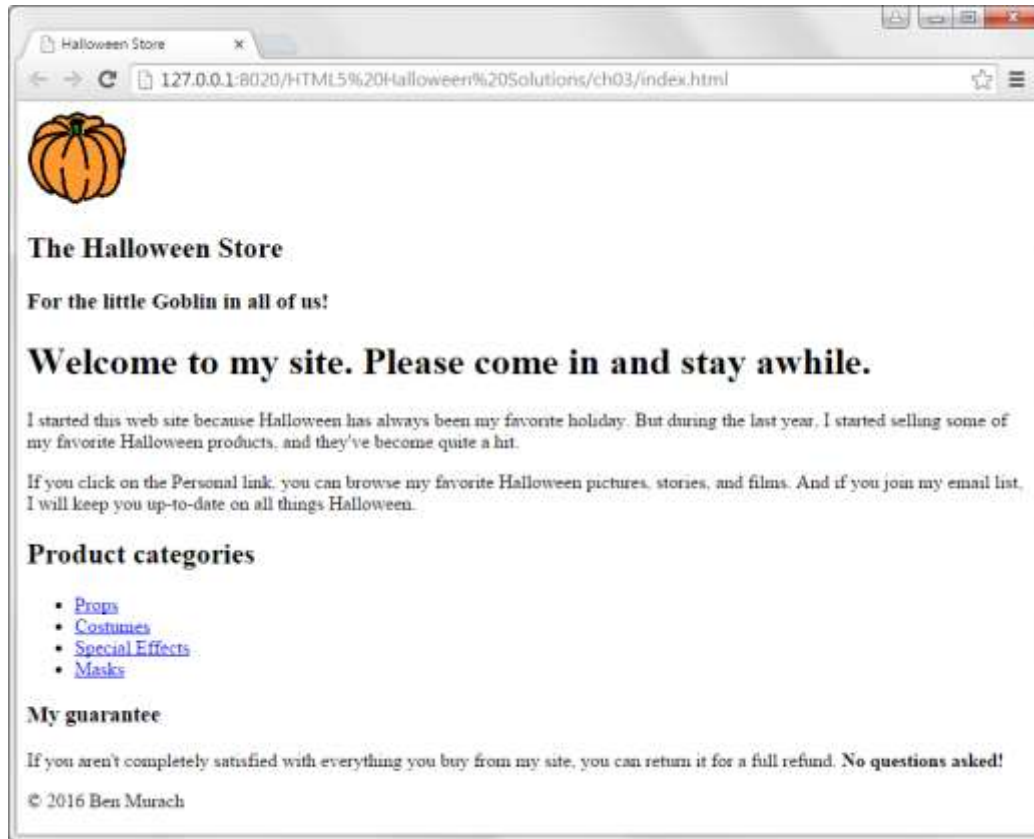 Halloween Store
127.0.0.1:8020/HTML5%20Halloween%20Solutions/ch03/index.html
The Halloween Store
For the little Goblin in all of us!
Welcome to my site. Please come in and stay awhile.
I started this web site because Halloween has always been my favorite holiday. But during the last year, I started selling some of
my favorite Halloween products, and they've become quite a hit.
If you click on the Personal link, you can browse my favorite Halloween pictures, stories, and films. And if you join my email list,
I will keep you up-to-date on all things Halloween.
Product categories
• Props
• Costumes
• Special Effects
• Masks
My guarantee
If you aren't completely satisfied with everything you buy from my site, you can return it for a full refund. No questions asked!
© 2016 Ben Murach